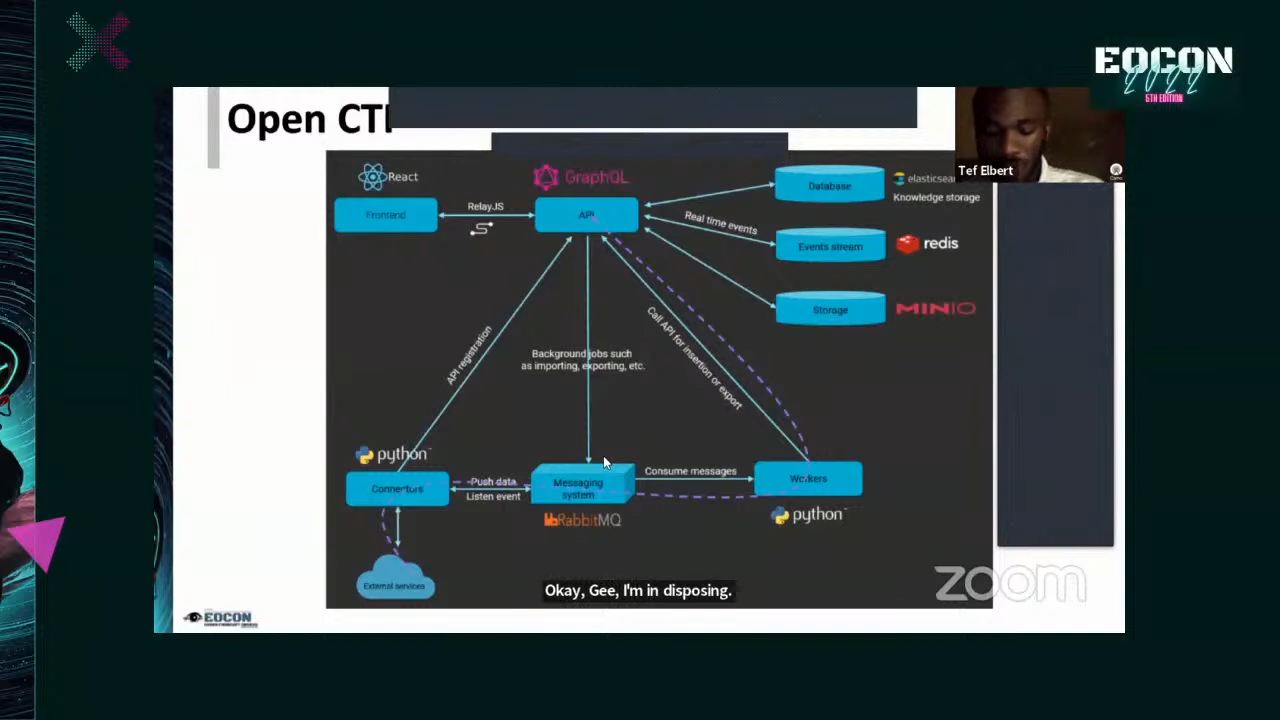 EOCON
2022
5TH EDITION
Open CTI
Tef Elbert
React
GraphQL
Database
elasticsear
Knowledge storage
Frontend
RelayJS
API
Real time events
Events stream
redis
Storage
MINIO
API registration
Background jobs such
as importing, exporting, etc.
Call API for insertion or export
python
Connectors
Push data
Listen event
Messaging
system
Consume messages
Workers
RabbitMQ
python
External services
Okay, Gee, I'm in disposing.
zoom
EOCON